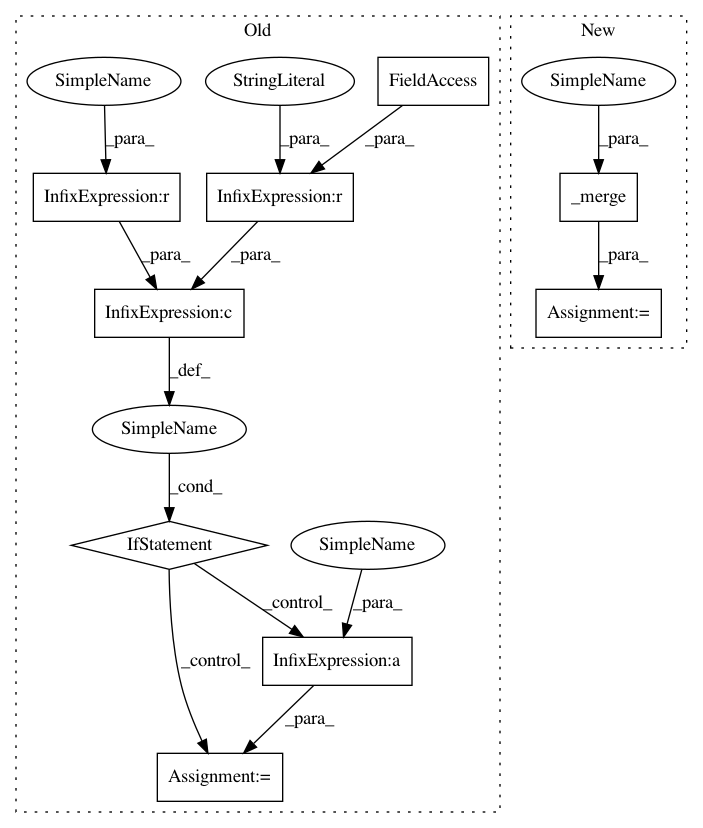 Old
New
SimpleName
StringLiteral
FieldAccess
SimpleName
_para_
_para_
_para_
_para_
InfixExpression:r
InfixExpression:r
_merge
_para_
_para_
_para_
InfixExpression:c
Assignment:=
_def_
SimpleName
_cond_
IfStatement
SimpleName
_control_
_para_
_control_
InfixExpression:a
_para_
Assignment:=